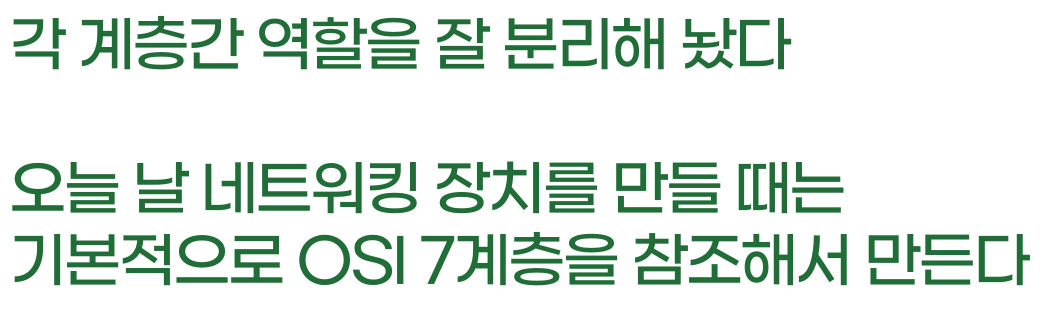 각 계층간 역할을 잘 분리해 놨다
오늘 날 네트워킹 장치를 만들 때는
기본적으로 OSI 7계층을 참조해서 만든다